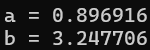 a = 0.896916
b = 3.247706